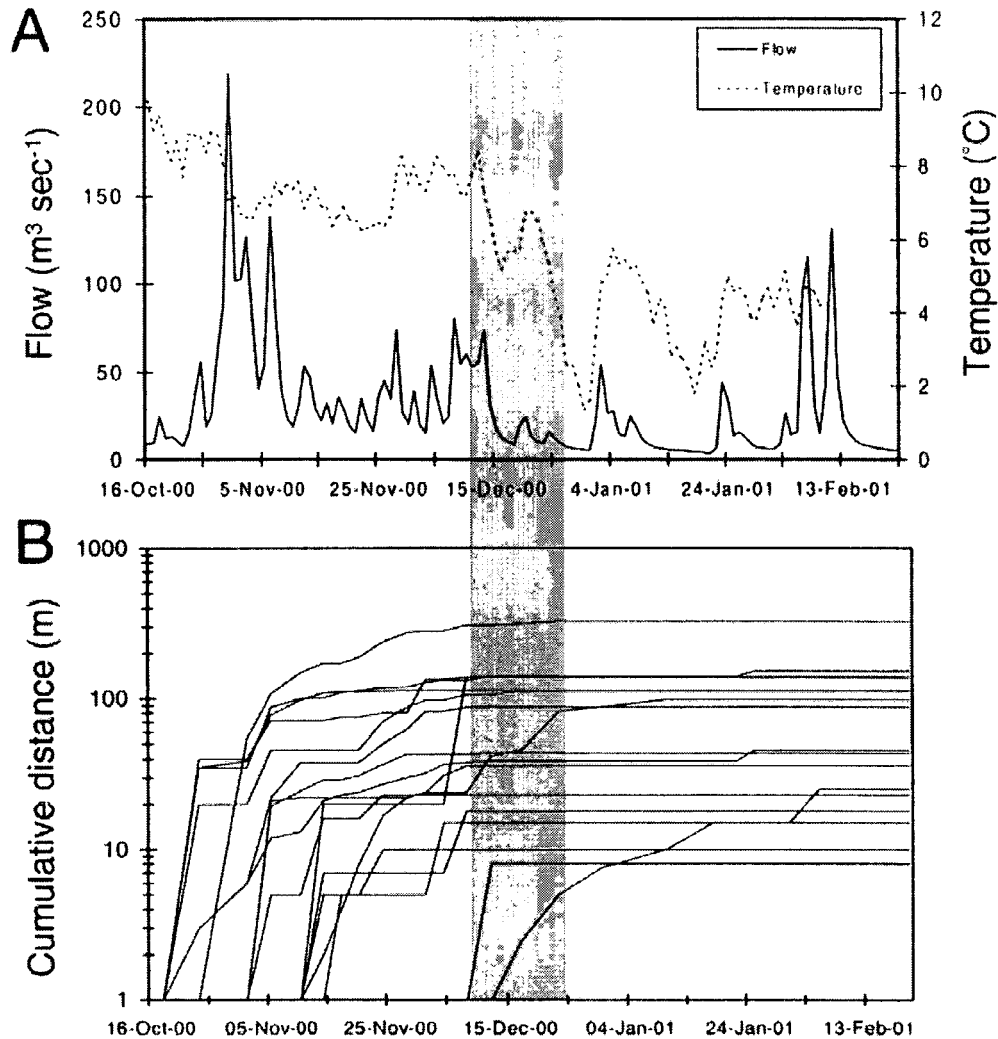 A
Flow (m³ sec⁻¹)
250
200
150
100
50
0
Flow
Temperature
12
10
8
6
4
2
0
Temperature (°C)
16-Oct-00 5-Nov-00 25-Nov-00 15-Dec-00 4-Jan-01 24-Jan-01 13-Feb-01
B
Cumulative distance (m)
1000
100
10
1
16-Oct-00 05-Nov-00 25-Nov-00 15-Dec-00 04-Jan-01 24-Jan-01 13-Feb-01